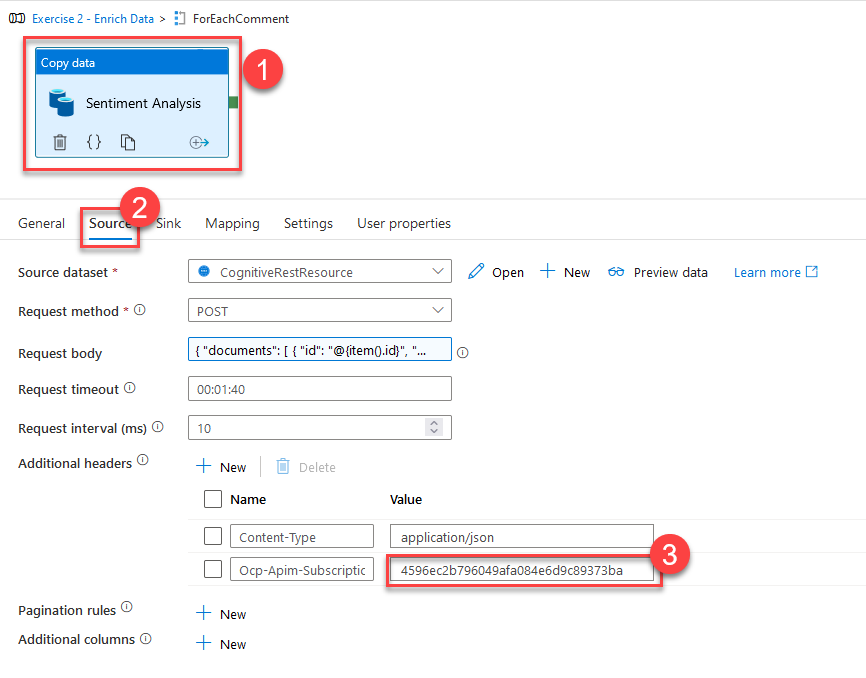 Exercise 2 - Enrich Data > ForEachComment
Copy data
1
Sentiment Analysis
2
General Source Sink Mapping Settings User properties
Source dataset * CognitiveRestResource Open New Preview data Learn more
Request method * POST
Request body { "documents": [ { "id": "@{item().id}", "...
Request timeout 00:01:40
Request interval (ms) 10
Additional headers New Delete
Name Value
Content-Type application/json
3
Ocp-Apim-Subscriptic 4596ec2b796049afa084e6d9c89373ba
Pagination rules New
Additional columns New